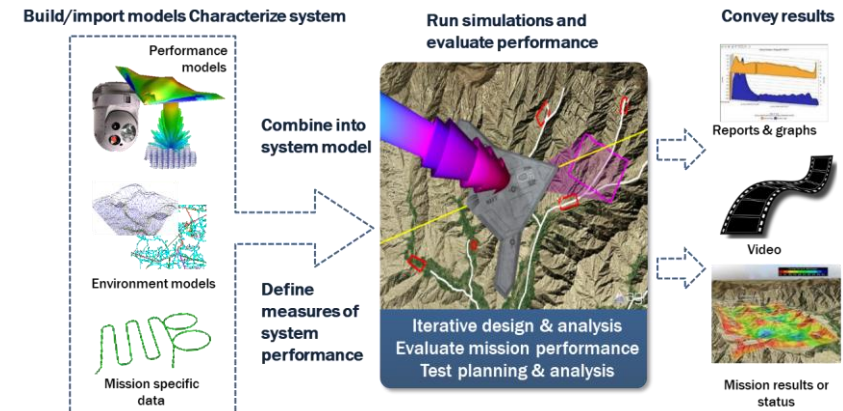 Build/import models Characterize system
Performance
models
Environment models
Mission specific
data
Combine into
system model
Define
measures of
system
performance
Run simulations and
evaluate performance
Iterative design & analysis
Evaluate mission performance
Test planning & analysis
Convey results
Reports & graphs
Video
Mission results or
status